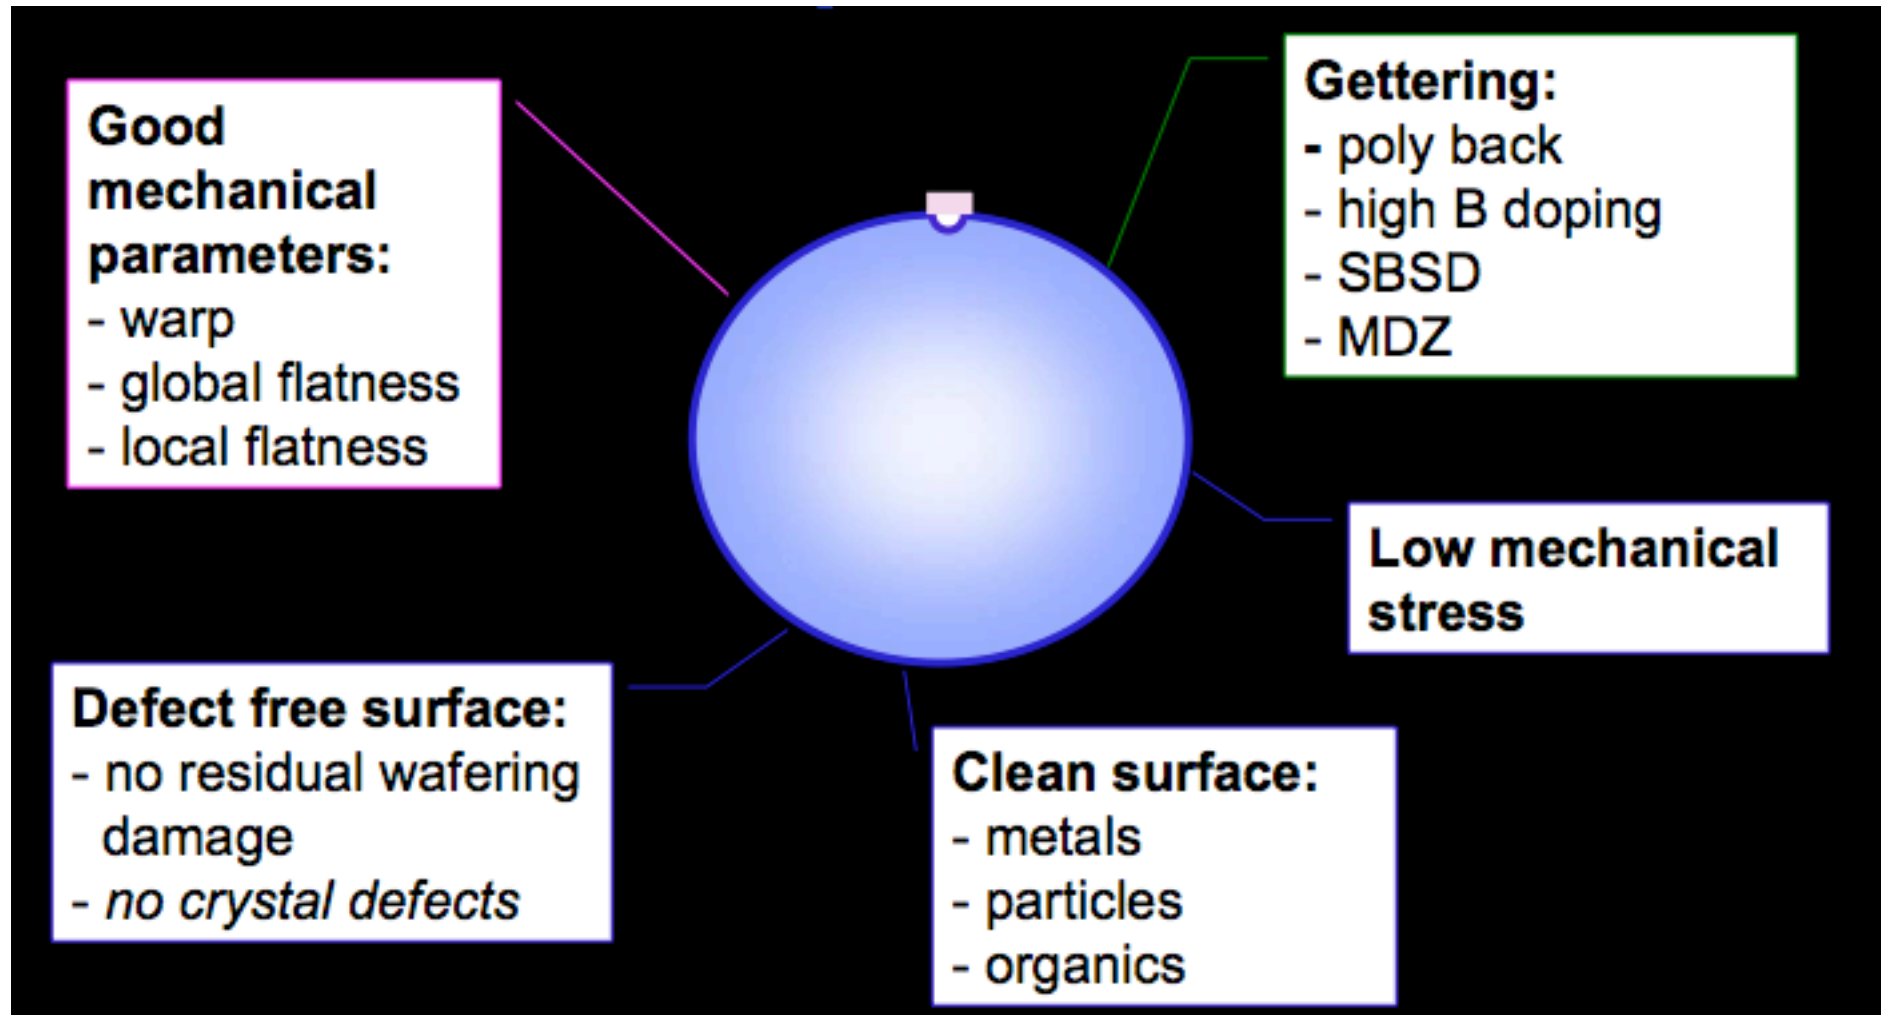 Good
mechanical
parameters:
- warp
- global flatness
- local flatness
Gettering:
- poly back
- high B doping
- SBSD
- MDZ
Low mechanical
stress
Defect free surface:
- no residual wafering
damage
- no crystal defects
Clean surface:
- metals
- particles
- organics